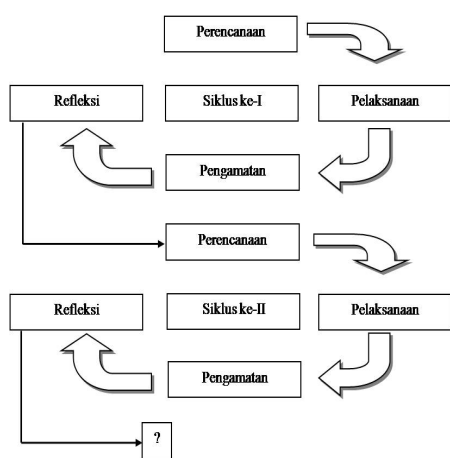 Perencanaan
Refleksi
Siklus ke-I
Pelaksanaan
Pengamatan
Perencanaan
Refleksi
Siklus ke-II
Pelaksanaan
Pengamatan
?